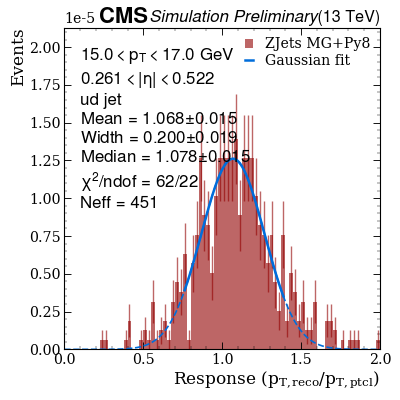 1e-5 CMS Simulation Preliminary (13 TeV)
Events
15.0 < p_T < 17.0 GeV
0.261 < |η| < 0.522
ud jet
Mean = 1.068±0.015
Width = 0.200±0.019
Median = 1.078±0.015
χ²/ndof = 62/22
Neff = 451
ZJets MG+Py8
Gaussian fit
2.00
1.75
1.50
1.25
1.00
0.75
0.50
0.25
0.00
0.0 0.5 1.0 1.5 2.0
Response (p_T,reco/p_T,ptcl)